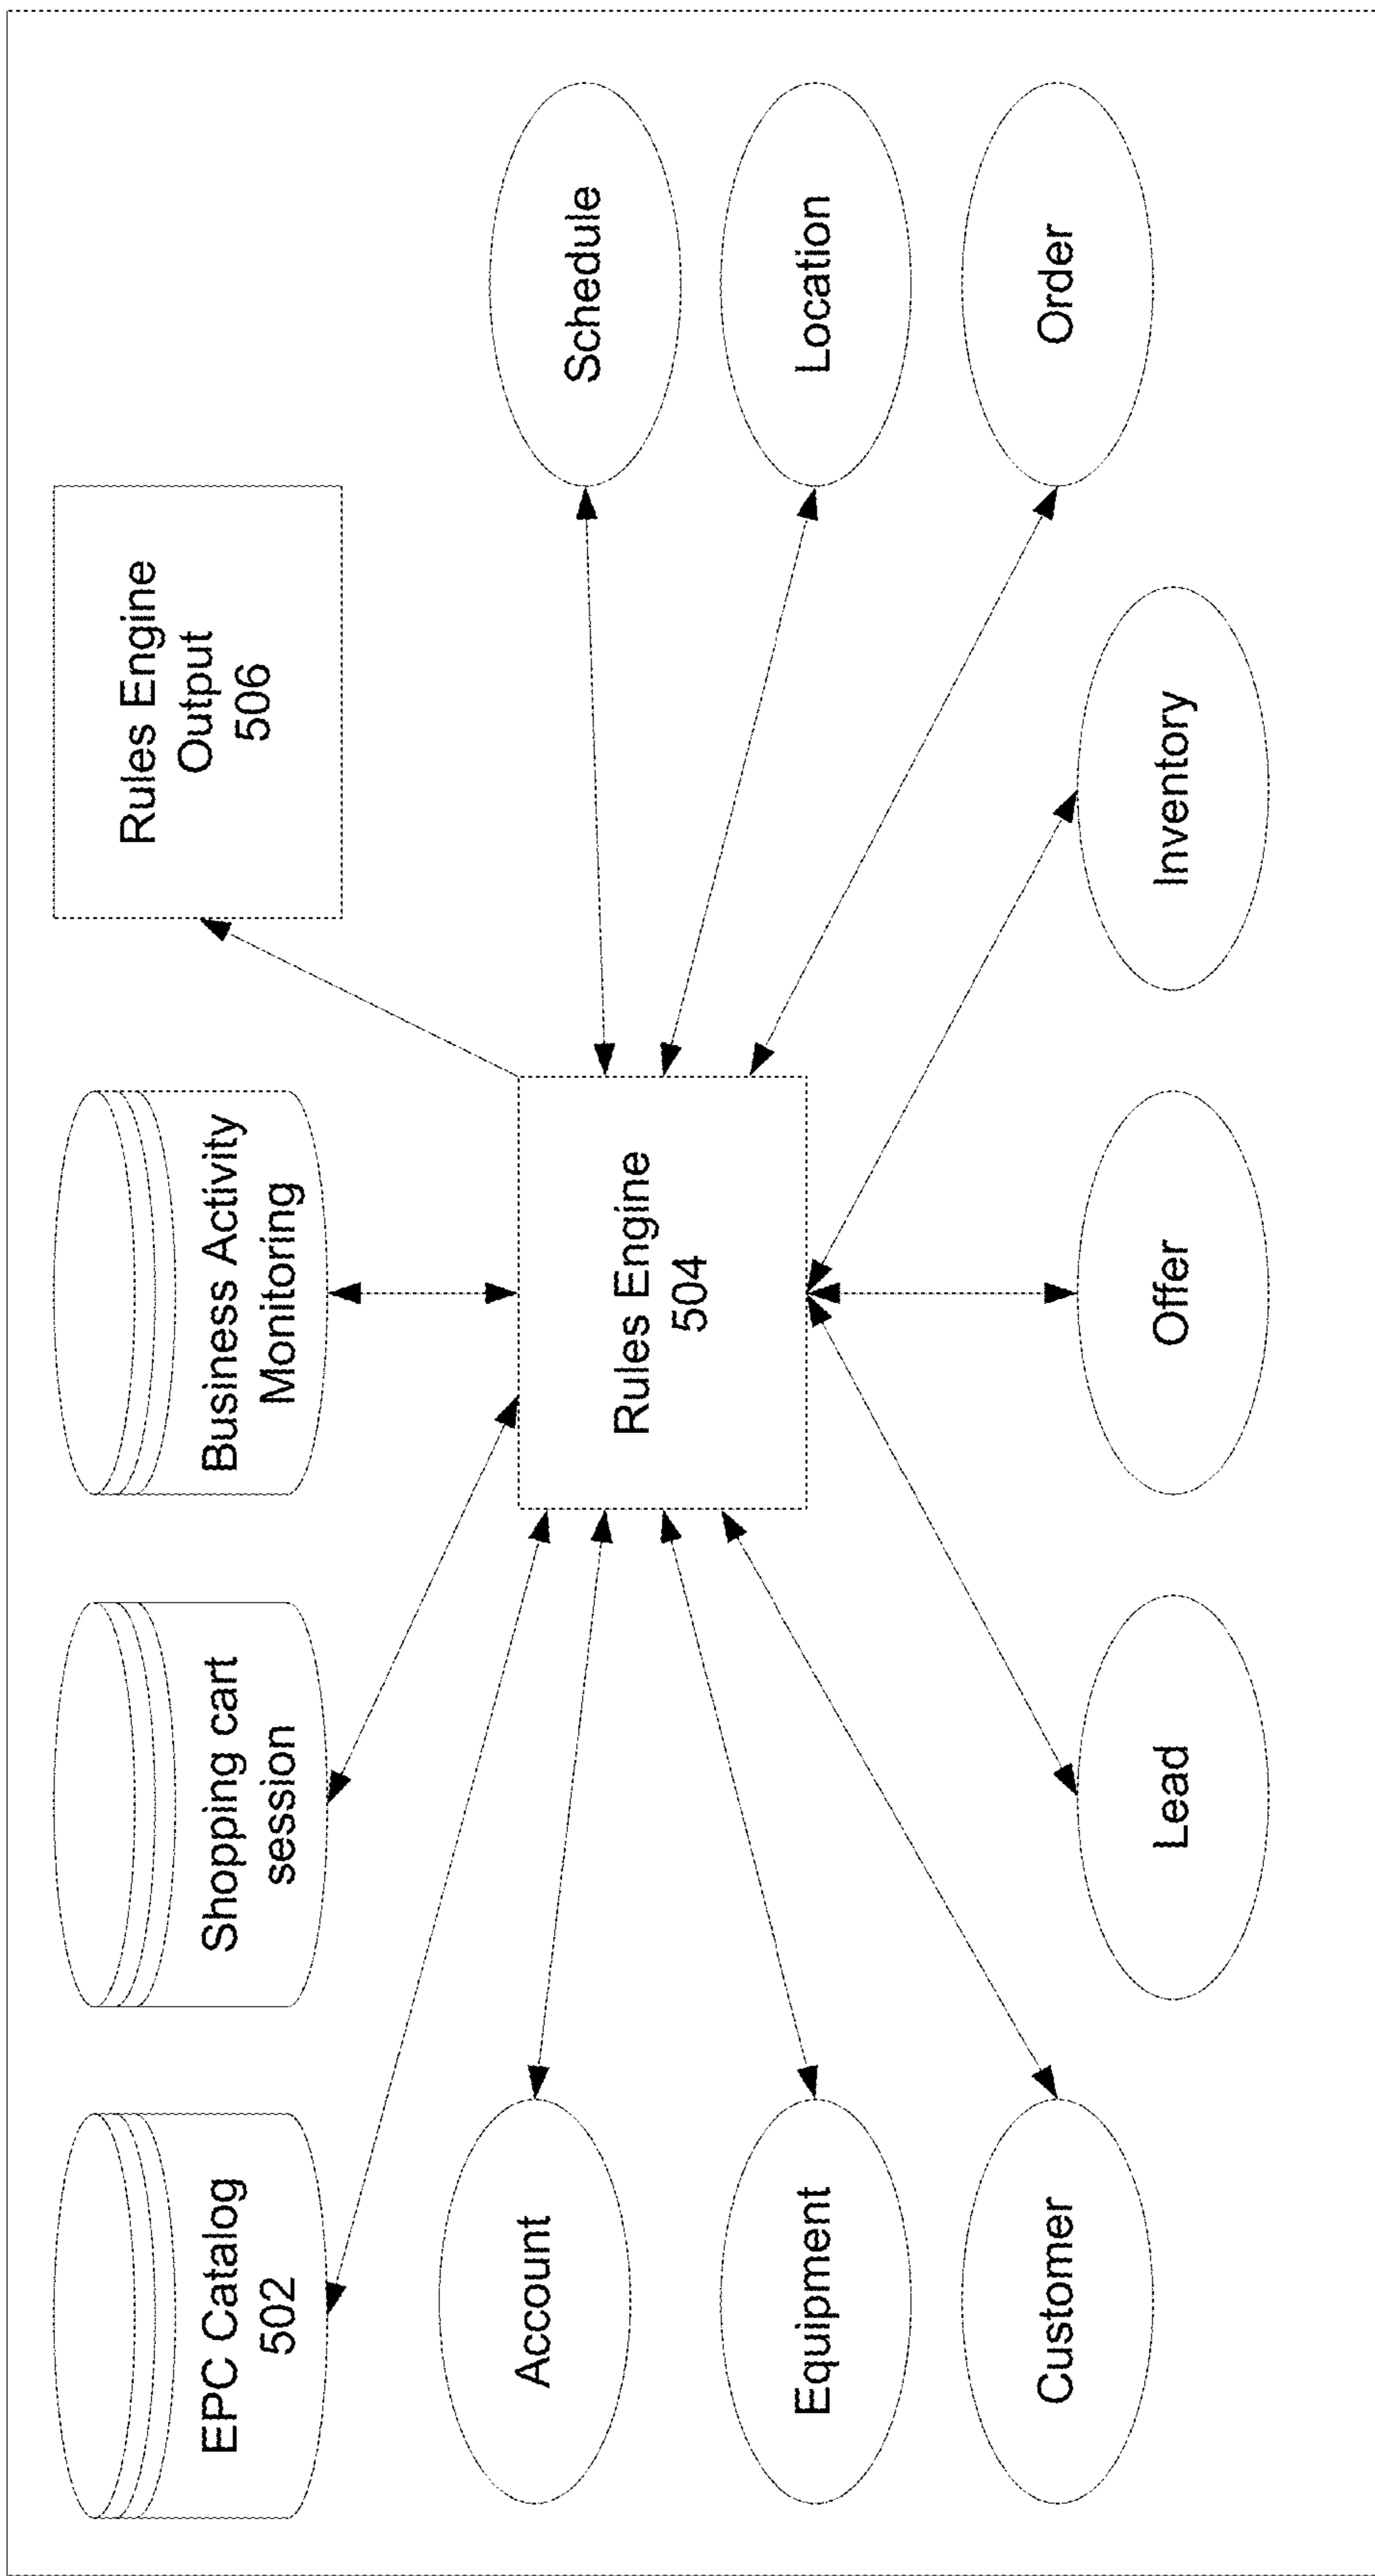 EPC Catalog
502
Shopping cart
session
Business Activity
Monitoring
Rules Engine
Output
506
Account
Rules Engine
504
Schedule
Equipment
Location
Customer
Order
Lead
Offer
Inventory